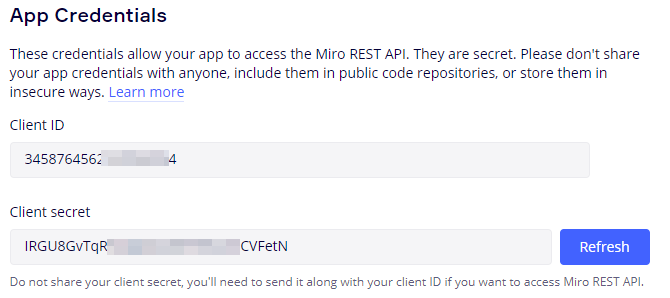 App Credentials
These credentials allow your app to access the Miro REST API. They are secret. Please don't share
your app credentials with anyone, include them in public code repositories, or store them in
insecure ways. Learn more
Client ID
3458764562 4
Client secret
IRGU8GvTqR CVFetN
Refresh
Do not share your client secret, you'll need to send it along with your client ID if you want to access Miro REST API.